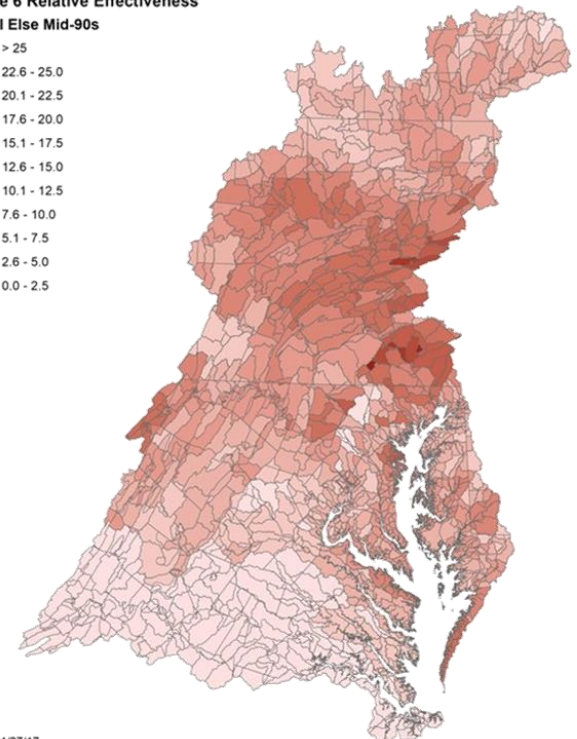 e 6 Relative Effectiveness
l Else Mid-90s
> 25
22.6 - 25.0
20.1 - 22.5
17.6 - 20.0
15.1 - 17.5
12.6 - 15.0
10.1 - 12.5
7.6 - 10.0
5.1 - 7.5
2.6 - 5.0
0.0 - 2.5